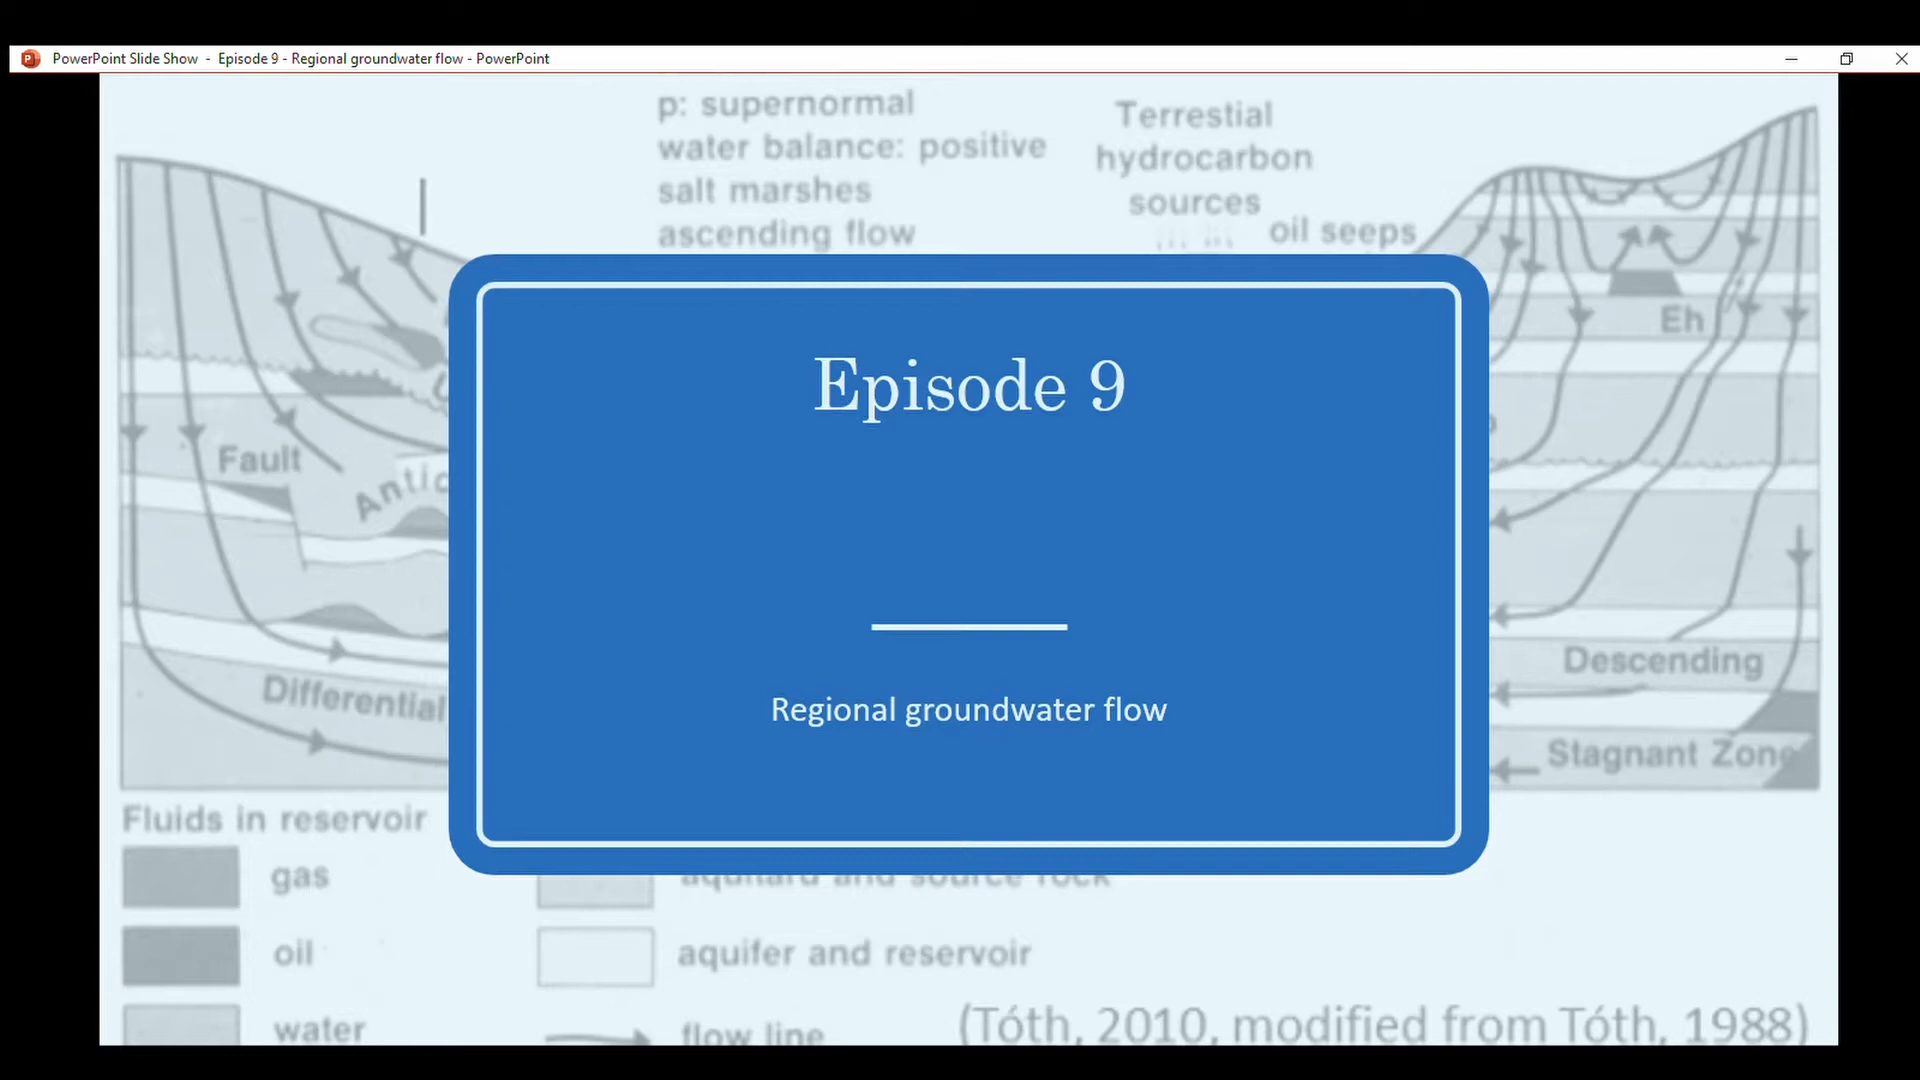 PowerPoint Slide Show - Episode 9 - Regional groundwater flow - PowerPoint
p: supernormal
water balance: positive
salt marshes
ascending flow
Terrestial
hydrocarbon
sources
oil seeps
Eh
Episode 9
Regional groundwater flow
Fault
Differential
Descending
Stagnant Zone
Fluids in reservoir
gas
aquitard and source rock
oil
aquifer and reservoir
water
flow line
(Tóth, 2010, modified from Tóth, 1988)